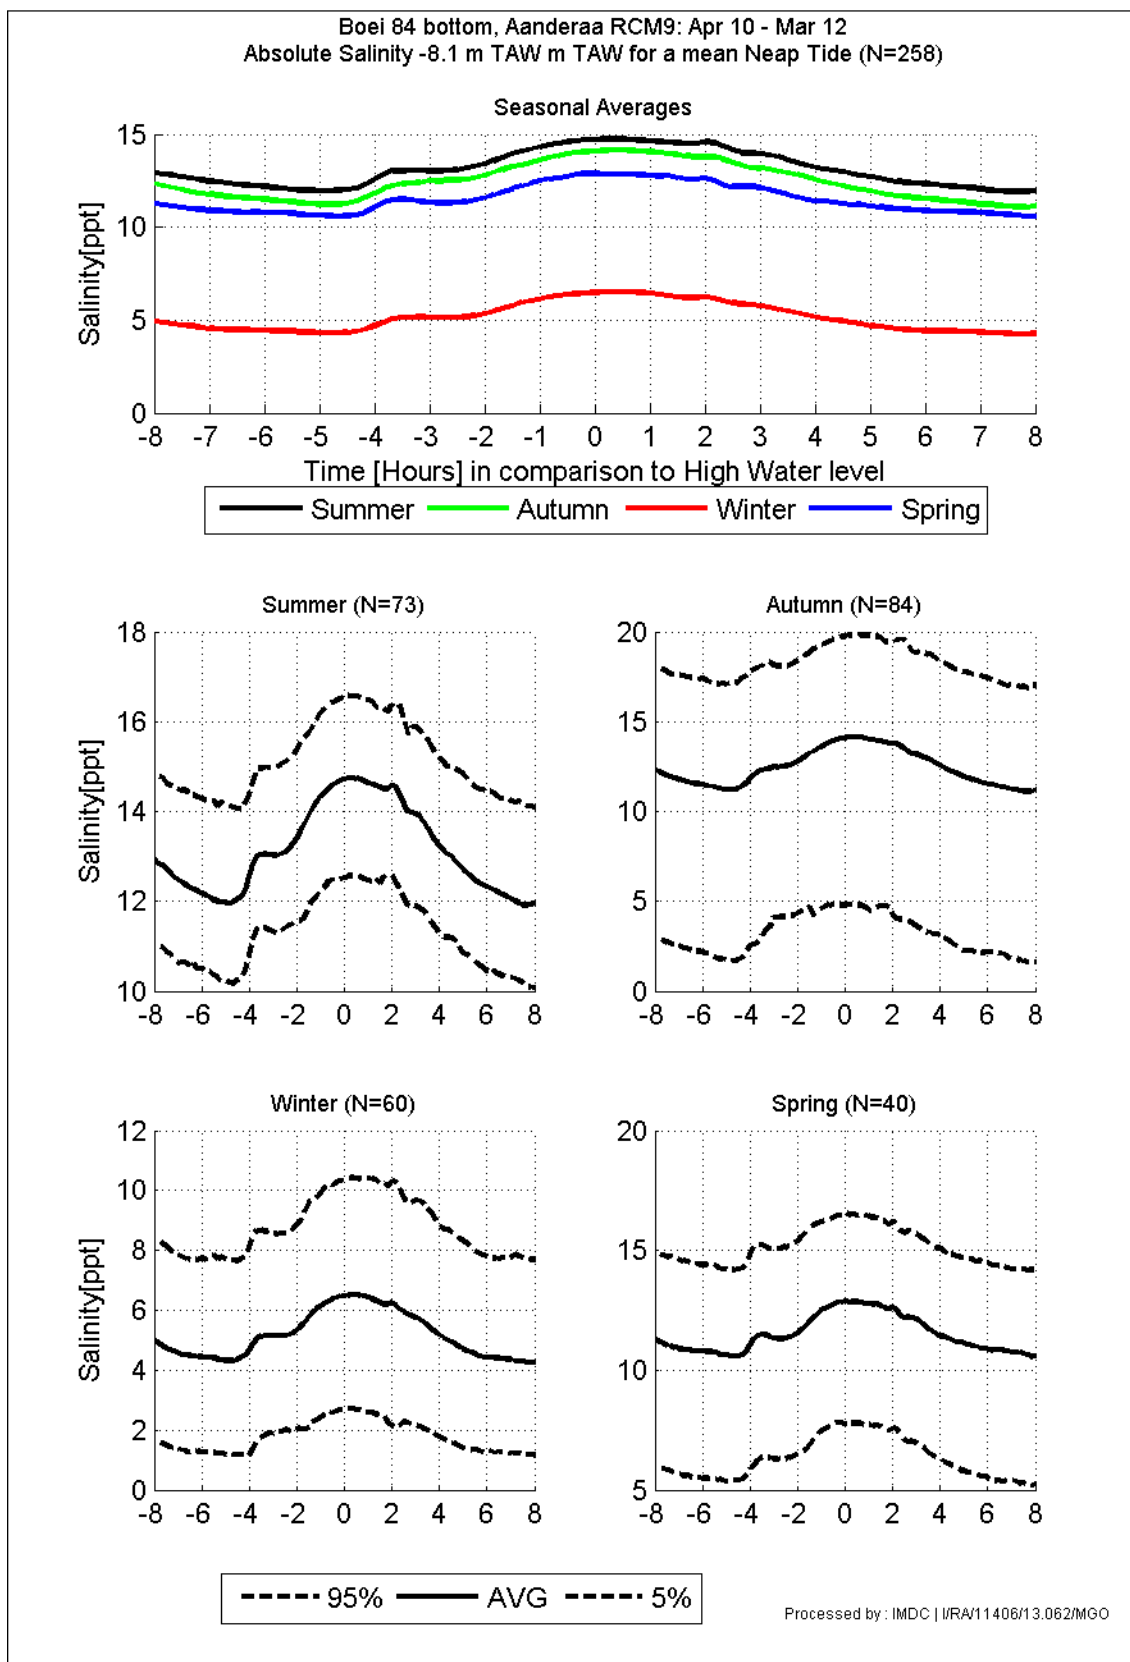 Boei 84 bottom, Aanderaa RCM9: Apr 10 - Mar 12
Absolute Salinity -8.1 m TAW m TAW for a mean Neap Tide (N=258)
Seasonal Averages
15
10
5
0
Salinity[ppt]
-8 -7 -6 -5 -4 -3 -2 -1 0 1 2 3 4 5 6 7 8
Time [Hours] in comparison to High Water level
Summer Autumn Winter Spring
Summer (N=73)
18
16
14
12
10
Salinity[ppt]
-8 -6 -4 -2 0 2 4 6 8
Autumn (N=84)
20
15
10
5
0
-8 -6 -4 -2 0 2 4 6 8
Winter (N=60)
12
10
8
6
4
2
0
Salinity[ppt]
-8 -6 -4 -2 0 2 4 6 8
Spring (N=40)
20
15
10
5
-8 -6 -4 -2 0 2 4 6 8
95% AVG 5%
Processed by : IMDC | I/RA/11406/13.062/MGO